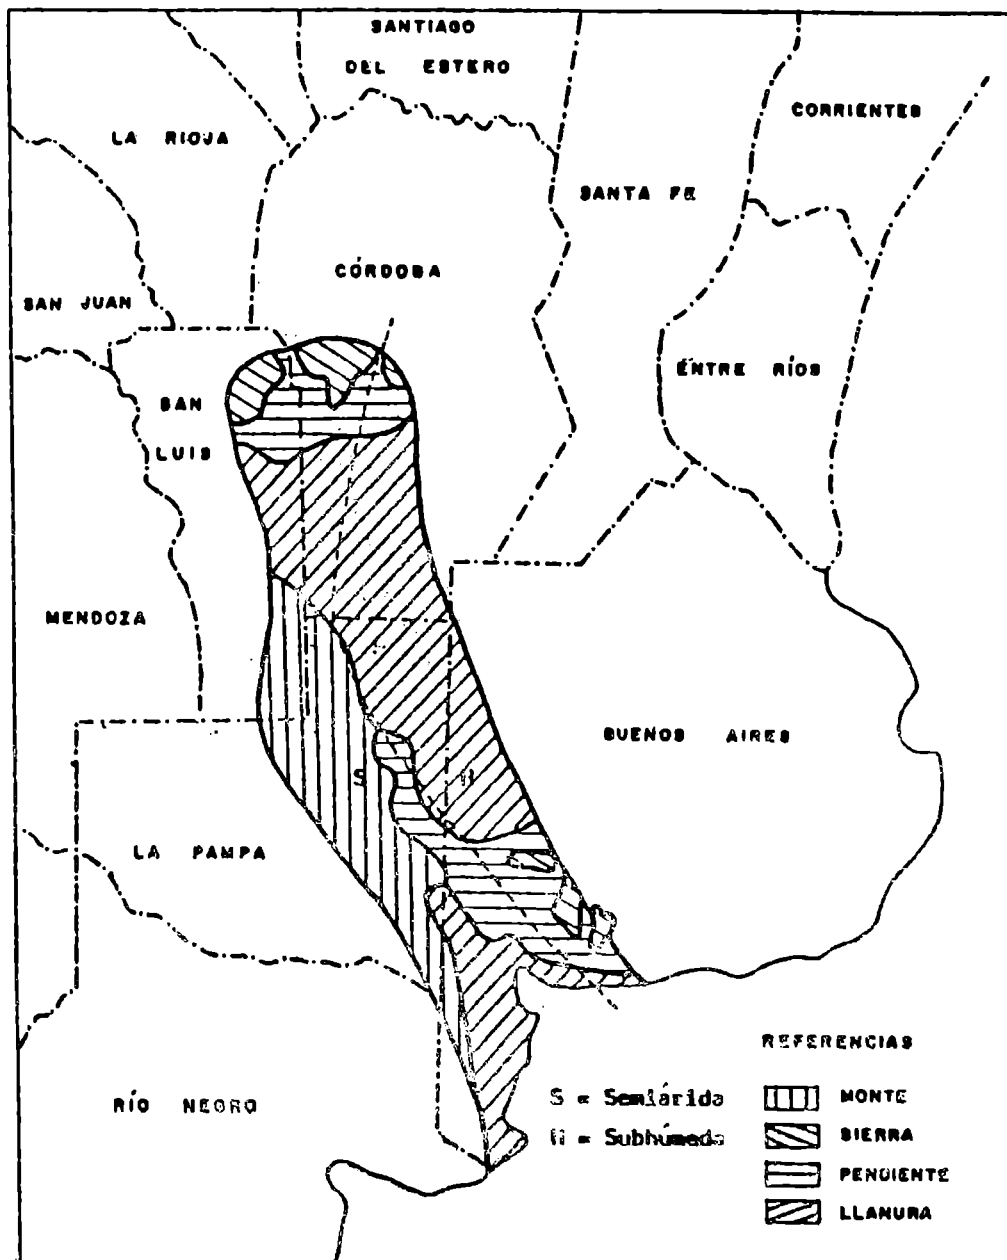 SANTIAGO
DEL ESTERO
CORRIENTES
LA RIOJA
SANTA FE
CÓRDOBA
SAN JUAN
ENTRE RÍOS
SAN
LUIS
MENDOZA
BUENOS AIRES
S
H
LA PAMPA
REFERENCIAS
S = Semiárida
H = Subhúmeda
MONTE
SIERRA
PENDIENTE
LLANURA
RÍO NEGRO